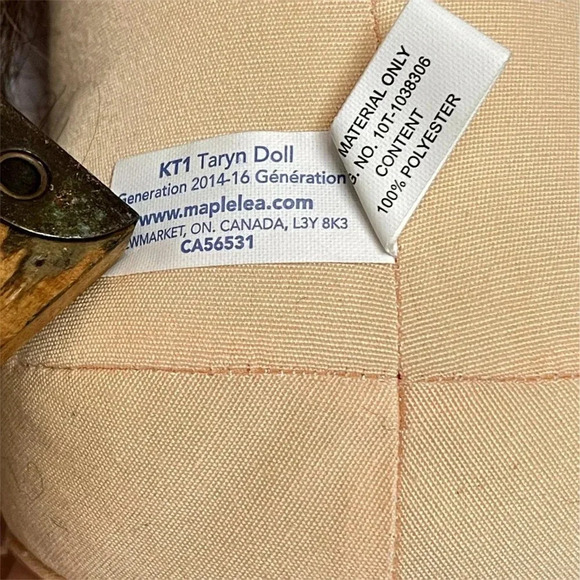 KT1 Taryn Doll
Generation 2014-16 Génération
www.maplelea.com
WMARKET, ON. CANADA, L3Y 8K3
CA56531
MATERIAL ONLY
G. NO. 10T-1038306
CONTENT
100% POLYESTER